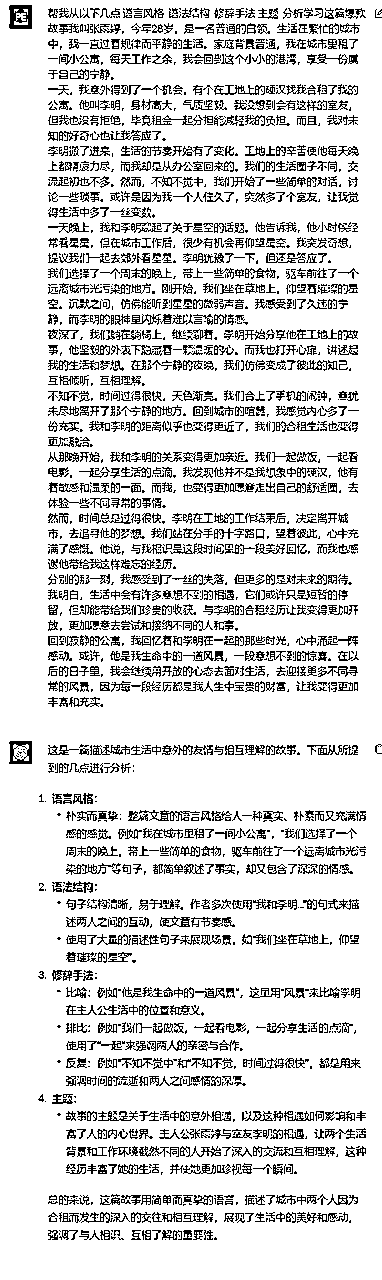 帮我从以下几点 语言风格 语法结构 修辞手法 主题 分析学习这篇爆款
故事我叫张雨婷，今年28岁，是一名普通的白领。生活在繁忙的城市
中，我一直过着规律而平静的生活。家庭背景普通，我在城市里租了
一间小公寓，每天工作之余，我会回到这个小小的港湾，享受一份属
于自己的宁静。
一天，我意外得到了一个机会，有个在工地上的硬汉找我合租了我的
公寓。他叫李明，身材高大，气质坚毅。我没想到会有这样的室友，
但我也没有拒绝，毕竟租金一起分担能减轻我的负担。而且，我对未
知的好奇心也让我答应了。
李明搬了进来，生活的节奏开始有了变化。工地上的辛苦使他每天晚
上都精疲力尽，而我却是从办公室回来的。我们的生活圈子不同，交
流起初也不多。然而，不知不觉中，我们开始了一些简单的对话，讨
论一些琐事。或许是因为我一个人住久了，突然多了个室友，让我觉
得生活中多了一丝变数。
一天晚上，我和李明聊起了关于星空的话题。他告诉我，他小时候经
常看星星，但在城市工作后，很少有机会再仰望星空。我突发奇想，
提议我们一起去郊外看星星。李明犹豫了一下，但还是答应了。
我们选择了一个周末的晚上，带上一些简单的食物，驱车前往了一个
远离城市光污染的地方。刚开始，我们坐在草地上，仰望着璀璨的星
空。沉默之间，仿佛能听到星星的微弱声音。我感受到了久违的宁
静，而李明的眼神里闪烁着难以言喻的情感。
夜深了，我们躺在躺椅上，继续聊着。李明开始分享他在工地上的故
事，他坚毅的外表下隐藏着一颗温暖的心。而我也打开心扉，讲述起
我的生活和梦想。在那个宁静的夜晚，我们仿佛变成了彼此的知己，
互相倾听，互相理解。
不知不觉，时间过得很快，天色渐亮。我们合上了手机的闹钟，意犹
未尽地离开了那个宁静的地方。回到城市的喧嚣，我感觉内心多了一
份充实。我和李明的距离似乎也变得更近了，我们的合租生活也变得
更加融洽。
从那晚开始，我和李明的关系变得更加亲近。我们一起做饭，一起看
电影，一起分享生活的点滴。我发现他并不是我想象中的硬汉，他有
着敏感和温柔的一面。而我，也变得更加愿意走出自己的舒适圈，去
体验一些不同寻常的事情。
然而，时间总是过得很快。李明在工地的工作结束后，决定离开城
市，去追寻他的梦想。我们站在分手的十字路口，望着彼此，心中充
满了感慨。他说，与我相识是这段时间里的一段美好回忆，而我也感
谢他带给我这样难忘的经历。
分别的那一刻，我感受到了一丝的失落，但更多的是对未来的期待。
我明白，生活中会有许多意想不到的相遇，它们或许只是短暂的停
留，但却能带给我们珍贵的收获。与李明的合租经历让我变得更加开
放，更加愿意去尝试和接纳不同的人和事。
回到寂静的公寓，我回忆着和李明在一起的那些时光，心中涌起一阵
感动。或许，他是我生命中的一道风景，一段意想不到的惊喜。在以
后的日子里，我会继续用开放的心态去面对生活，去迎接更多不同寻
常的风景，因为每一段经历都是我人生中宝贵的财富，让我变得更加
丰富和充实。
这是一篇描述城市生活中意外的友情与相互理解的故事。下面从所提
到的几点进行分析：
1. 语言风格：
• 朴实而真挚：整篇文章的语言风格给人一种真实、朴素而又充满情
感的感觉。例如“我在城市里租了一间小公寓”，“我们选择了一个
周末的晚上，带上一些简单的食物，驱车前往了一个远离城市光污
染的地方”等句子，都简单叙述了事实，却又包含了深深的情感。
2. 语法结构：
• 句子结构清晰，易于理解。作者多次使用“我和李明...”的句式来描
述两人之间的互动，使文章有节奏感。
• 使用了大量的描述性句子来展现场景，如“我们坐在草地上，仰望
着璀璨的星空”。
3. 修辞手法：
• 比喻：例如“他是我生命中的一道风景”，这里用“风景”来比喻李明
在主人公生活中的位置和意义。
• 排比：例如“我们一起做饭，一起看电影，一起分享生活的点滴”，
使用了“一起”来强调两人的亲密与合作。
• 反复：例如“不知不觉中”和“不知不觉，时间过得很快”，都是用来
强调时间的流逝和两人之间感情的深厚。
4. 主题：
• 故事的主题是关于生活中的意外相遇，以及这种相遇如何影响和丰
富了人的内心世界。主人公张雨婷与室友李明的相遇，让两个生活
背景和工作环境截然不同的人开始了深入的交流和互相理解，这种
经历丰富了她的生活，并使她更加珍视每一个瞬间。
总的来说，这篇故事用简单而真挚的语言，描述了城市中两个人因为
合租而发生的深入的交往和相互理解，展现了生活中的美好和感动，
强调了与人相识、互相了解的重要性。